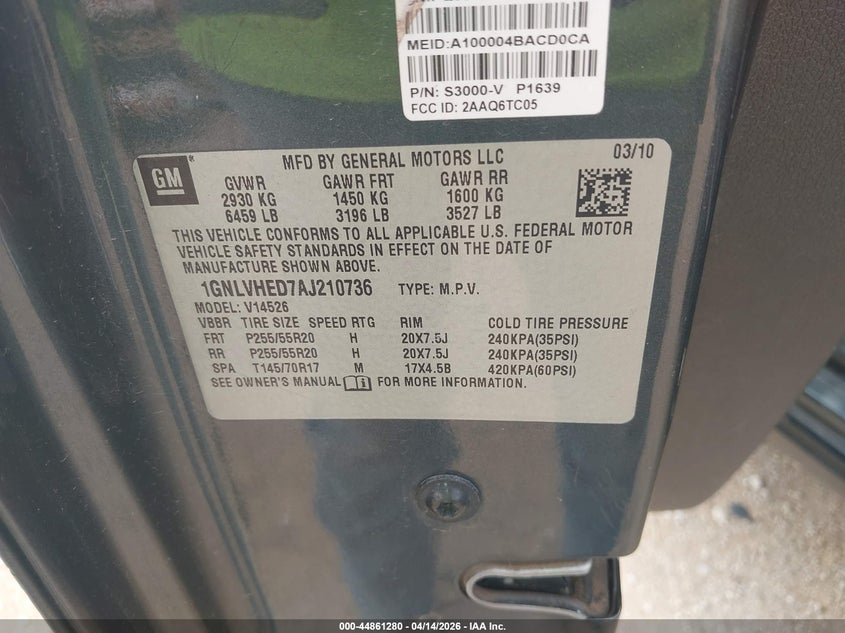 MEID:A100004BACD0CA
P/N: S3000-V P1639
FCC ID: 2AAQ6TC05
GM
MFD BY GENERAL MOTORS LLC 03/10
GVWR GAWR FRT GAWR RR
2930 KG 1450 KG 1600 KG
6459 LB 3196 LB 3527 LB
THIS VEHICLE CONFORMS TO ALL APPLICABLE U.S. FEDERAL MOTOR
VEHICLE SAFETY STANDARDS IN EFFECT ON THE DATE OF
MANUFACTURE SHOWN ABOVE.
1GNLVHED7AJ210736 TYPE: M.P.V.
MODEL: V14526
VBBR TIRE SIZE SPEED RTG RIM COLD TIRE PRESSURE
FRT P255/55R20 H 20X7.5J 240KPA(35PSI)
RR P255/55R20 H 20X7.5J 240KPA(35PSI)
SPA T145/70R17 M 17X4.5B 420KPA(60PSI)
SEE OWNER'S MANUAL FOR MORE INFORMATION.
000-44861280 - 04/14/2026 - IAA Inc.